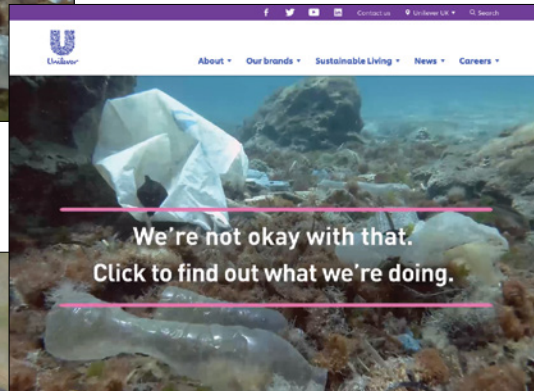 Contact us Unilever UK Search
Unilever
About Our brands Sustainable Living News Careers
We're not okay with that.
Click to find out what we're doing.